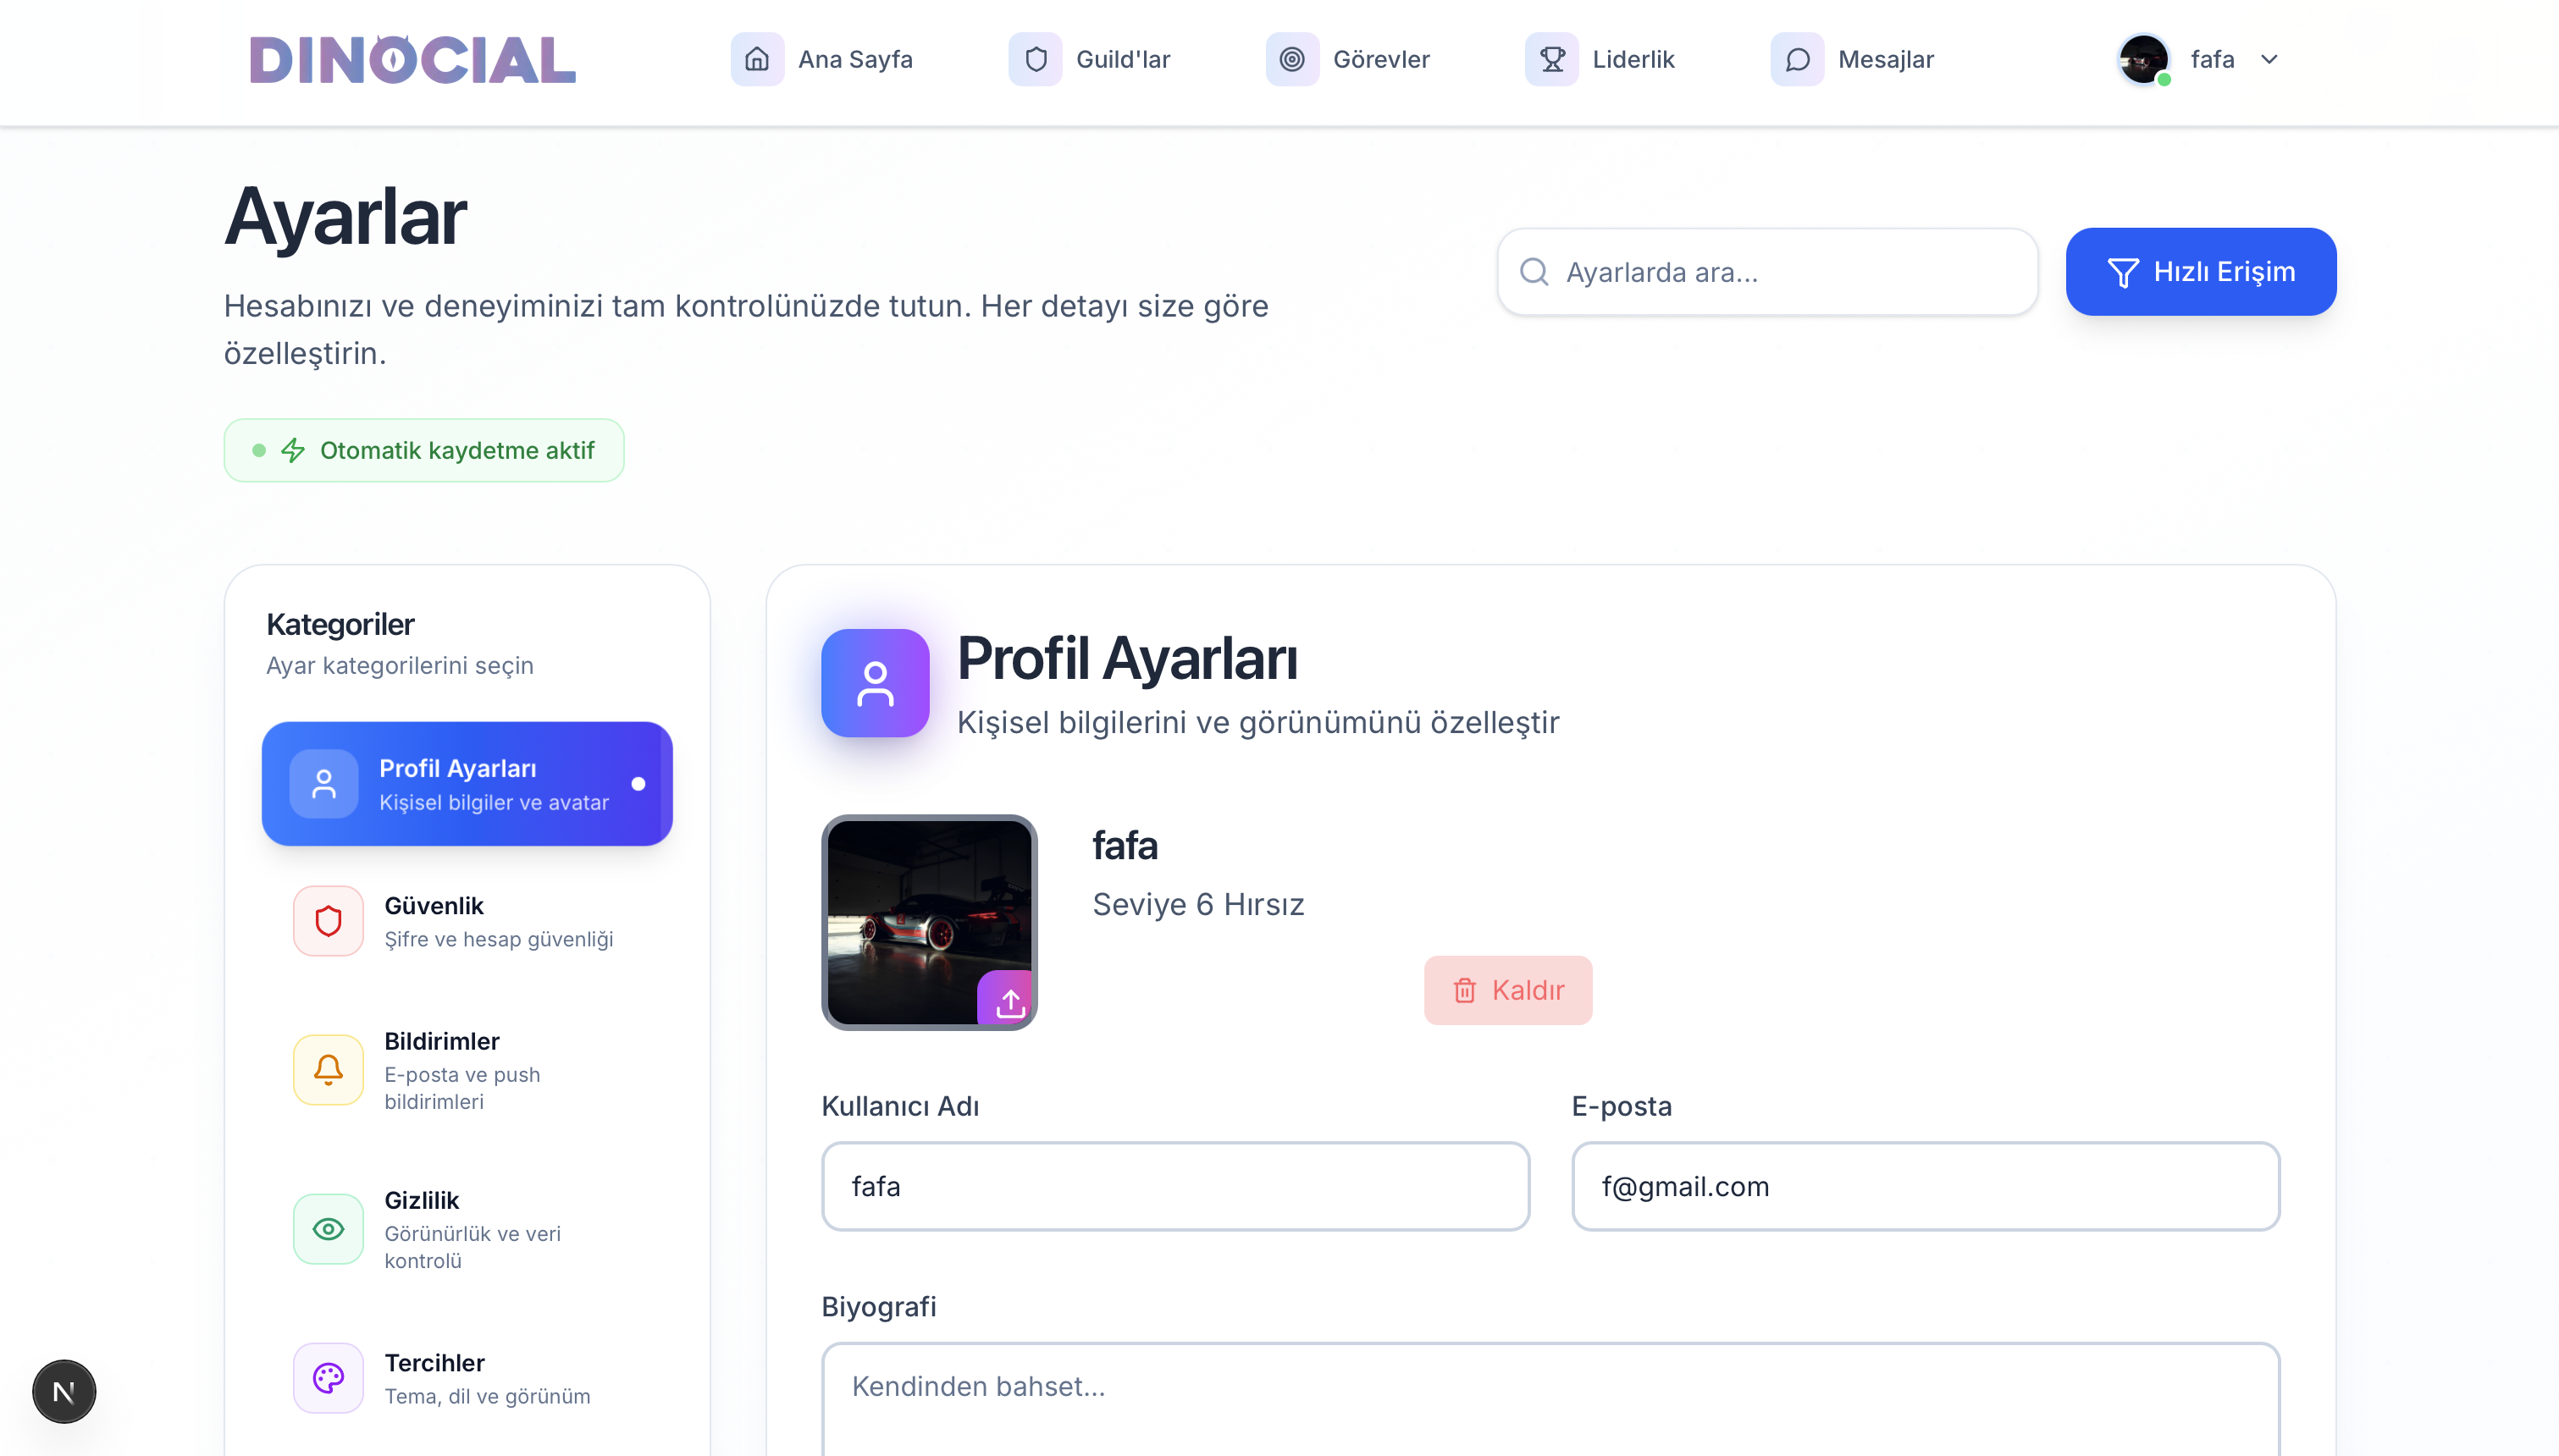 DINOCIAL
Ana Sayfa
Guild'lar
Görevler
Liderlik
Mesajlar
fafa
Ayarlar
Hesabınızı ve deneyiminizi tam kontrolünüzde tutun. Her detayı size göre
özelleştirin.
Ayarlarda ara...
Hızlı Erişim
Otomatik kaydetme aktif
Kategoriler
Ayar kategorilerini seçin
Profil Ayarları
Kişisel bilgiler ve avatar
Güvenlik
Şifre ve hesap güvenliği
Bildirimler
E-posta ve push
bildirimleri
Gizlilik
Görünürlük ve veri
kontrolü
Tercihler
Tema, dil ve görünüm
Profil Ayarları
Kişisel bilgilerini ve görünümünü özelleştir
fafa
Seviye 6 Hırsız
Kaldır
Kullanıcı Adı
fafa
E-posta
f@gmail.com
Biyografi
Kendinden bahset...
N